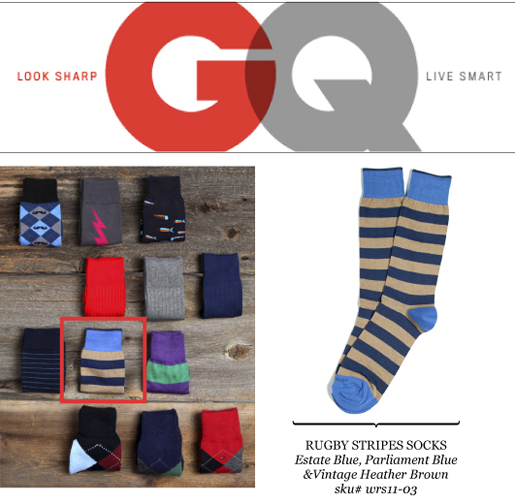 LOOK SHARP
GQ
LIVE SMART
RUGBY STRIPES SOCKS
Estate Blue, Parliament Blue
&Vintage Heather Brown
sku# wrs11-03